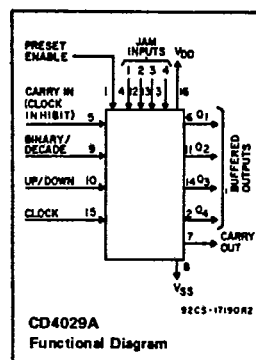 PRESET
ENABLE
JAM
INPUTS
1 2 3 4
VDD
1 4 12 13 3 16
CARRY IN
(CLOCK
INHIBIT)
5
6 Q1
BINARY/
DECADE
9
11 Q2
UP/DOWN
10
14 Q3
CLOCK
15
2 Q4
BUFFERED
OUTPUTS
7
CARRY
OUT
8
VSS
92CS-17190R2
CD4029A
Functional Diagram